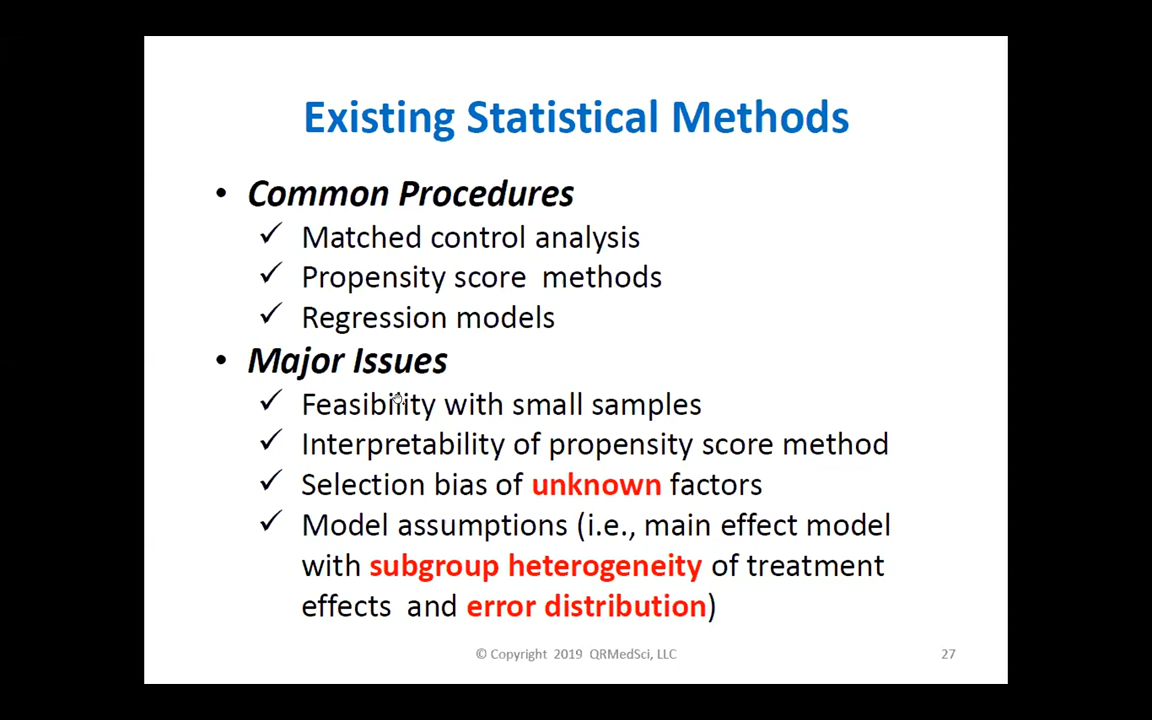 Existing Statistical Methods
• Common Procedures
✓ Matched control analysis
✓ Propensity score methods
✓ Regression models
• Major Issues
✓ Feasibility with small samples
✓ Interpretability of propensity score method
✓ Selection bias of unknown factors
✓ Model assumptions (i.e., main effect model
with subgroup heterogeneity of treatment
effects and error distribution)
© Copyright 2019 QRMedSci, LLC
27